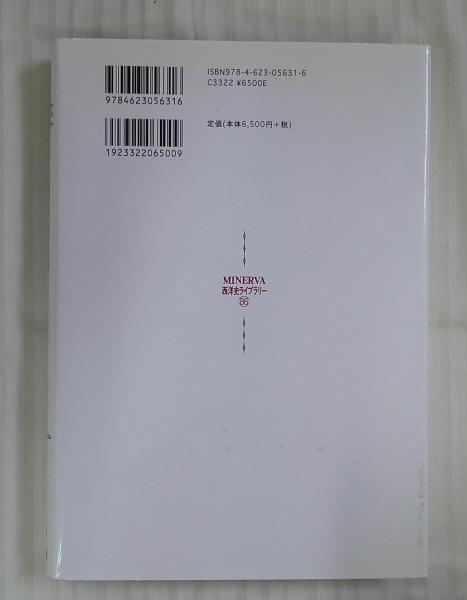 ISBN978-4-623-05631-6
C3322 ¥6500E
9784623056316
定価(本体6,500円+税)
1923322065009
MINERVA
西洋史ライブラリー
86